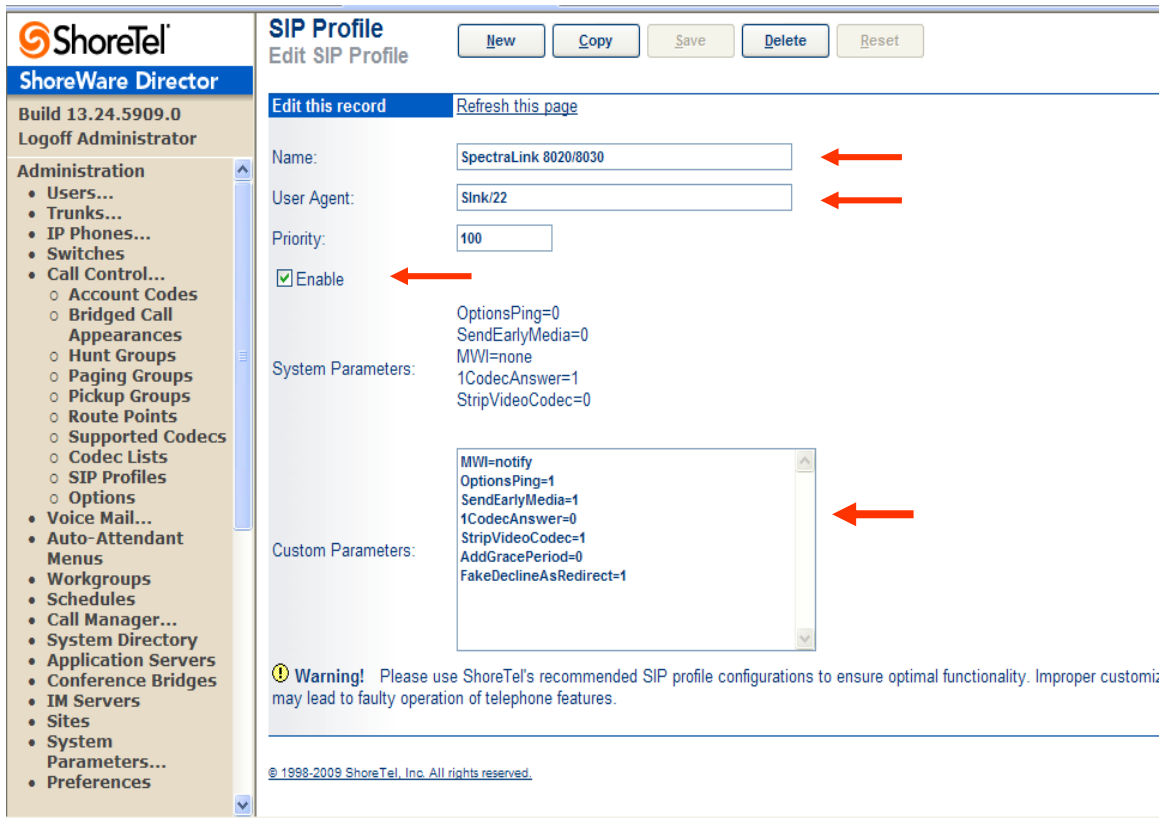 ShoreTel
ShoreWare Director
Build 13.24.5909.0
Logoff Administrator
Administration
• Users...
• Trunks...
• IP Phones...
• Switches
• Call Control...
○ Account Codes
○ Bridged Call
Appearances
○ Hunt Groups
○ Paging Groups
○ Pickup Groups
○ Route Points
○ Supported Codecs
○ Codec Lists
○ SIP Profiles
○ Options
• Voice Mail...
• Auto-Attendant
Menus
• Workgroups
• Schedules
• Call Manager...
• System Directory
• Application Servers
• Conference Bridges
• IM Servers
• Sites
• System
Parameters...
• Preferences
SIP Profile
Edit SIP Profile
New Copy Save Delete Reset
Edit this record Refresh this page
Name: SpectraLink 8020/8030
User Agent: Slnk/22
Priority: 100
Enable
System Parameters:
OptionsPing=0
SendEarlyMedia=0
MWI=none
1CodecAnswer=1
StripVideoCodec=0
Custom Parameters:
MWI=notify
OptionsPing=1
SendEarlyMedia=1
1CodecAnswer=0
StripVideoCodec=1
AddGracePeriod=0
FakeDeclineAsRedirect=1
Warning! Please use ShoreTel's recommended SIP profile configurations to ensure optimal functionality. Improper customiz
may lead to faulty operation of telephone features.
© 1998-2009 ShoreTel, Inc. All rights reserved.